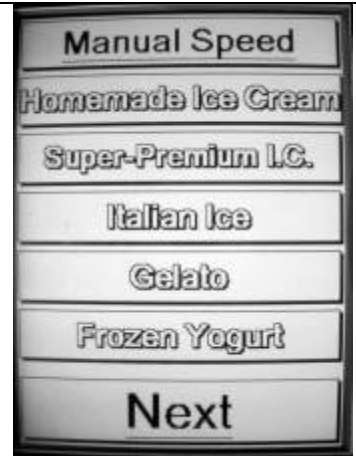 Manual Speed
Homemade Ice Cream
Super-Premium I.C.
Italian Ice
Gelato
Frozen Yogurt
Next